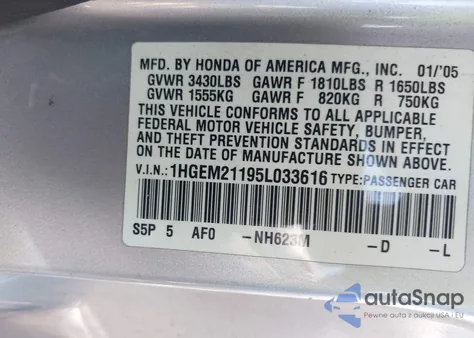 MFD. BY HONDA OF AMERICA MFG., INC. 01/'05
GVWR 3430LBS GAWR F 1810LBS R 1650LBS
GVWR 1555KG GAWR F 820KG R 750KG
THIS VEHICLE CONFORMS TO ALL APPLICABLE
FEDERAL MOTOR VEHICLE SAFETY, BUMPER,
AND THEFT PREVENTION STANDARDS IN EFFECT
ON THE DATE OF MANUFACTURE SHOWN ABOVE.
V.I.N.: 1HGEM21195L033616 TYPE:PASSENGER CAR
S5P 5 AF0 -NH623M -D -L
autoSnap
Pewne auto z USA i EU